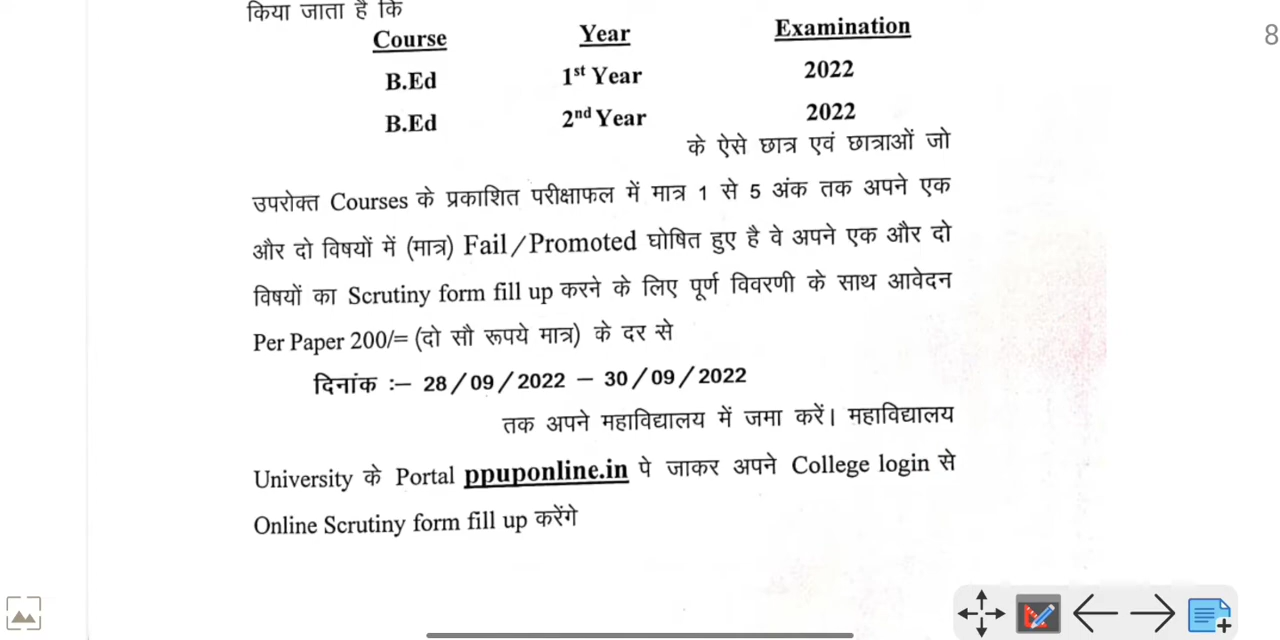 किया जाता है कि
Course Year Examination
B.Ed 1st Year 2022
B.Ed 2nd Year 2022
के ऐसे छात्र एवं छात्राओं जो
उपरोक्त Courses के प्रकाशित परीक्षाफल में मात्र 1 से 5 अंक तक अपने एक
और दो विषयों में (मात्र) Fail/Promoted घोषित हुए है वे अपने एक और दो
विषयों का Scrutiny form fill up करने के लिए पूर्ण विवरणी के साथ आवेदन
Per Paper 200/= (दो सौ रूपये मात्र) के दर से
दिनांक :– 28/09/2022 – 30/09/2022
तक अपने महाविद्यालय में जमा करें। महाविद्यालय
University के Portal ppuponline.in पे जाकर अपने College login से
Online Scrutiny form fill up करेंगे
8